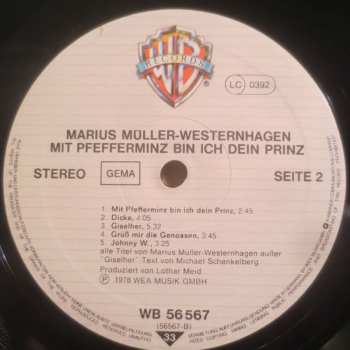 WB
RECORDS
LC 0392
MARIUS MÜLLER-WESTERNHAGEN
MIT PFEFFERMINZ BIN ICH DEIN PRINZ
STEREO GEMA SEITE 2
1. Mit Pfefferminz bin ich dein Prinz, 2:45
2. Dicke, 4:05
3. Giselher, 5:32
4. Grüß mir die Genossen, 3:25
5. Johnny W., 3:25
alle Titel von Marius Müller-Westernhagen außer
"Giselher", Text von Michael Schenkelberg.
Produziert von Lothar Meid
Ⓟ 1978 WEA MUSIK GMBH
WB 56 567
(56567-B)
33